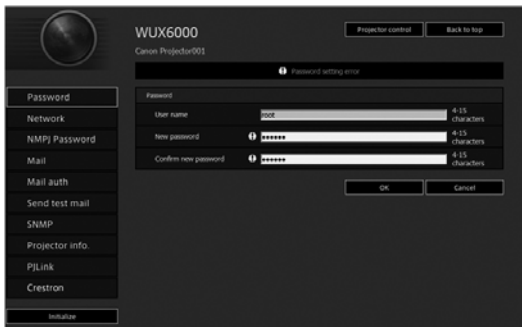 WUX6000
Projector control
Back to top
Canon Projector001
Password setting error
Password
Network
NMPJ Password
Mail
Mail auth
Send test mail
SNMP
Projector info.
PJLink
Crestron
Initialize
Password
User name
root
4-15
characters
New password
••••••
4-15
characters
Confirm new password
••••••
4-15
characters
OK
Cancel